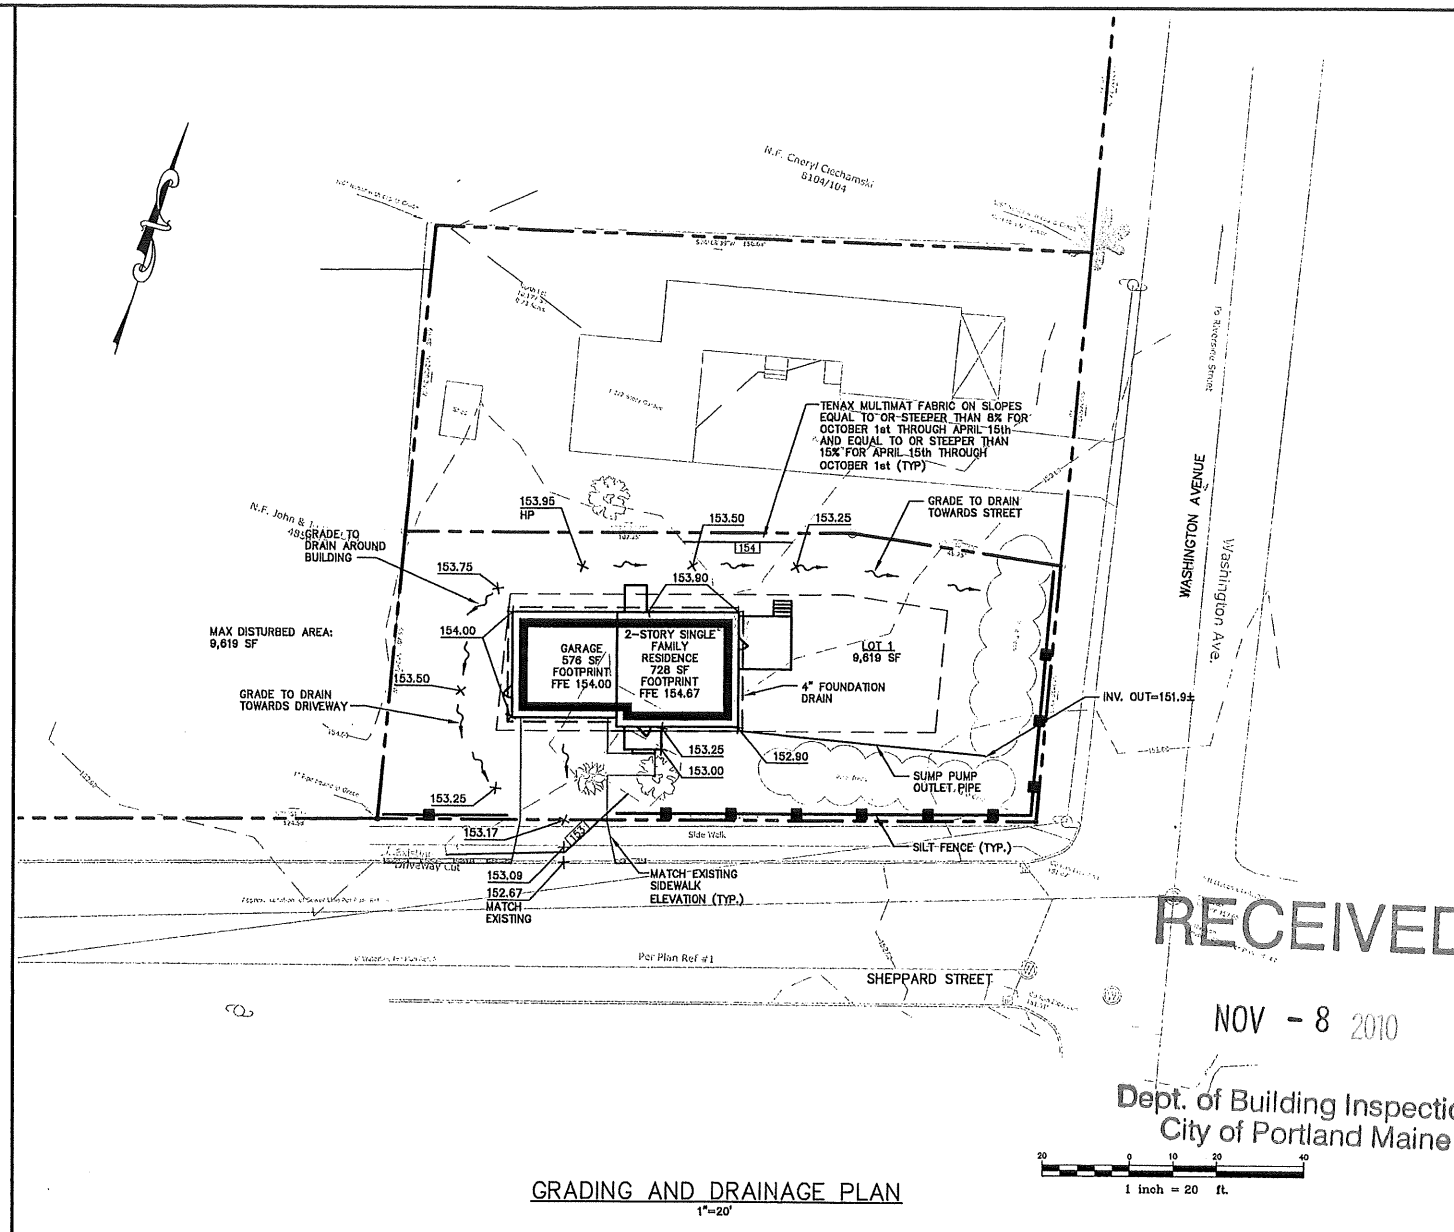 N.F. Cheryl Ciechamski
8104/104
To Riverside Street
TENAX MULTIMAT FABRIC ON SLOPES
EQUAL TO OR STEEPER THAN 8% FOR
OCTOBER 1st THROUGH APRIL 15th
AND EQUAL TO OR STEEPER THAN
15% FOR APRIL 15th THROUGH
OCTOBER 1st (TYP)
WASHINGTON AVENUE
Washington Ave.
153.95
HP
153.50
153.25
GRADE TO DRAIN
TOWARDS STREET
N.F. John &
GRADE TO
DRAIN AROUND
BUILDING
154
153.75
153.90
MAX DISTURBED AREA:
9,619 SF
154.00
GARAGE
576 SF
FOOTPRINT
FFE 154.00
2-STORY SINGLE
FAMILY
RESIDENCE
728 SF
FOOTPRINT
FFE 154.67
LOT 1
9,619 SF
153.50
4" FOUNDATION
DRAIN
GRADE TO DRAIN
TOWARDS DRIVEWAY
INV. OUT=151.9±
153.25
153.00
152.90
SUMP PUMP
OUTLET PIPE
153.25
153.17
153
Side Walk
SILT FENCE (TYP.)
Existing
Driveway Cut
153.09
152.67
MATCH
EXISTING
MATCH EXISTING
SIDEWALK
ELEVATION (TYP.)
Per Plan Ref #1
SHEPPARD STREET
RECEIVED
NOV - 8 2010
Dept. of Building Inspectio
City of Portland Maine
20 0 10 20 40
1 inch = 20 ft.
GRADING AND DRAINAGE PLAN
1"=20'